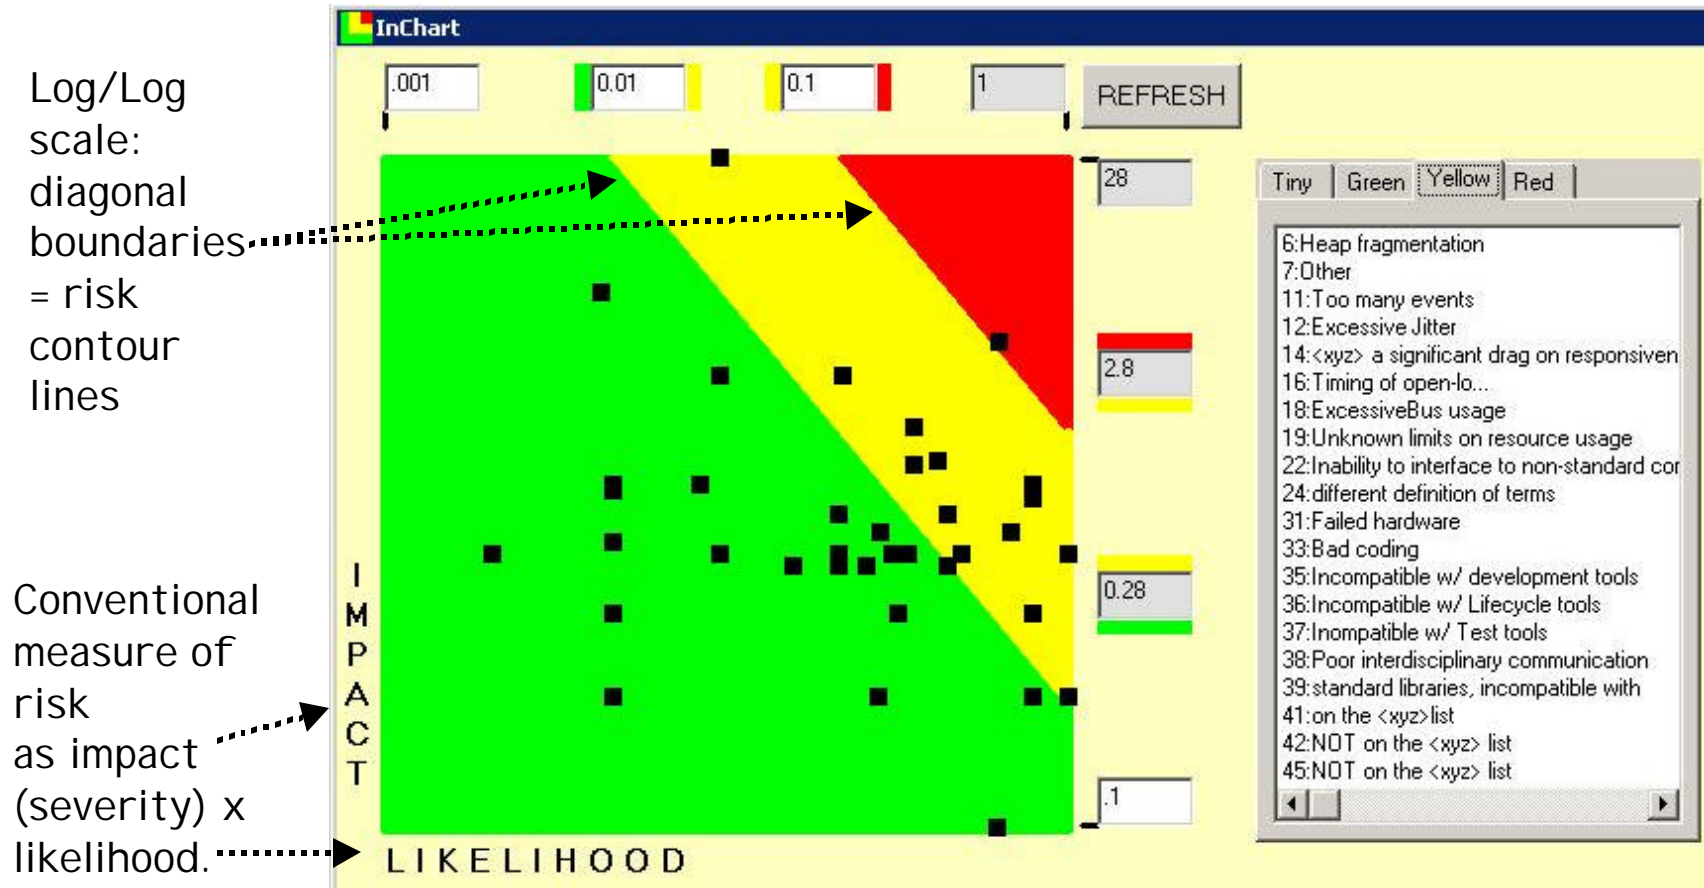 InChart
.001
0.01
0.1
1
REFRESH
Log/Log
scale:
diagonal
boundaries
= risk
contour
lines
Conventional
measure of
risk
as impact
(severity) x
likelihood.
IMPACT
LIKELIHOOD
28
2.8
0.28
.1
Tiny Green Yellow Red
6:Heap fragmentation
7:Other
11:Too many events
12:Excessive Jitter
14:<xyz> a significant drag on responsiven
16:Timing of open-lo...
18:ExcessiveBus usage
19:Unknown limits on resource usage
22:Inability to interface to non-standard cor
24:different definition of terms
31:Failed hardware
33:Bad coding
35:Incompatible w/ development tools
36:Incompatible w/ Lifecycle tools
37:Inompatible w/ Test tools
38:Poor interdisciplinary communication
39:standard libraries, incompatible with
41:on the <xyz>list
42:NOT on the <xyz> list
45:NOT on the <xyz> list